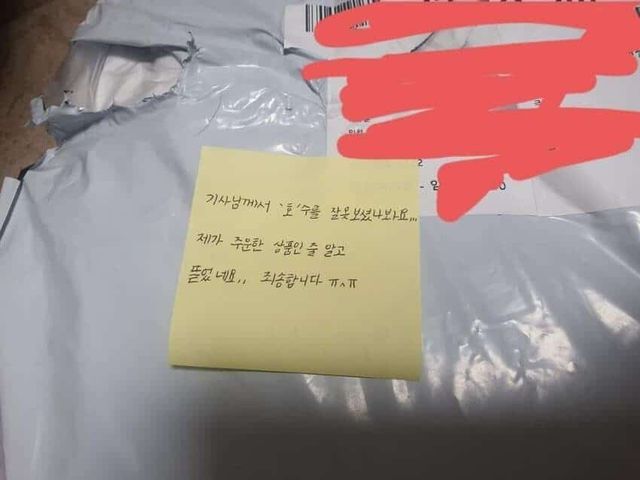 기사님께서 '호'수를 잘못보셨나봐요,,,
제가 주문한 상품인 줄 알고
뜯었네요,, 죄송합니다 ㅠ^ㅠ